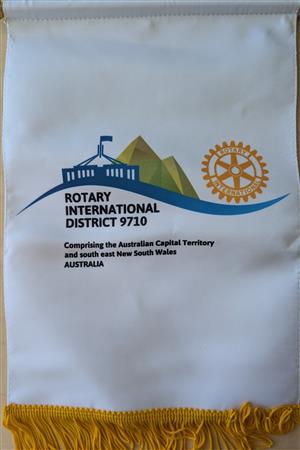 ROTARY
INTERNATIONAL
ROTARY
INTERNATIONAL
DISTRICT 9710
Comprising the Australian Capital Territory
and south east New South Wales
AUSTRALIA